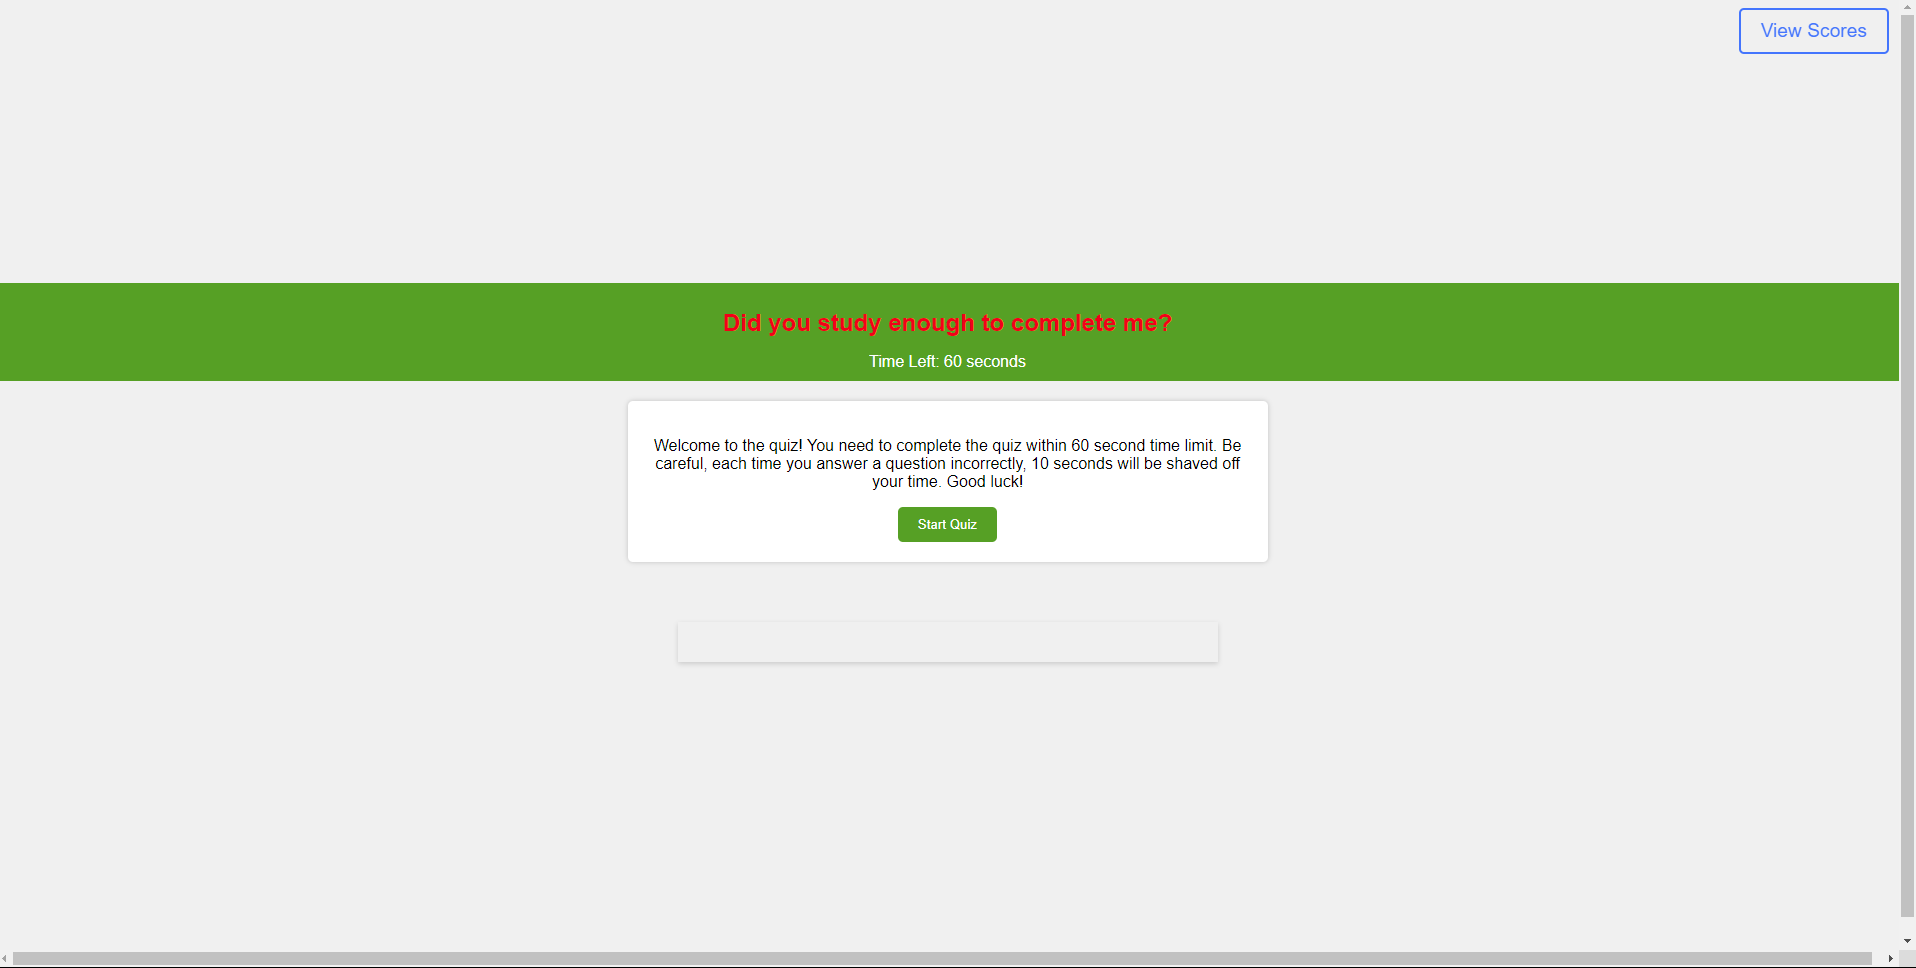 View Scores
Did you study enough to complete me?
Time Left: 60 seconds
Welcome to the quiz! You need to complete the quiz within 60 second time limit. Be
careful, each time you answer a question incorrectly, 10 seconds will be shaved off
your time. Good luck!
Start Quiz